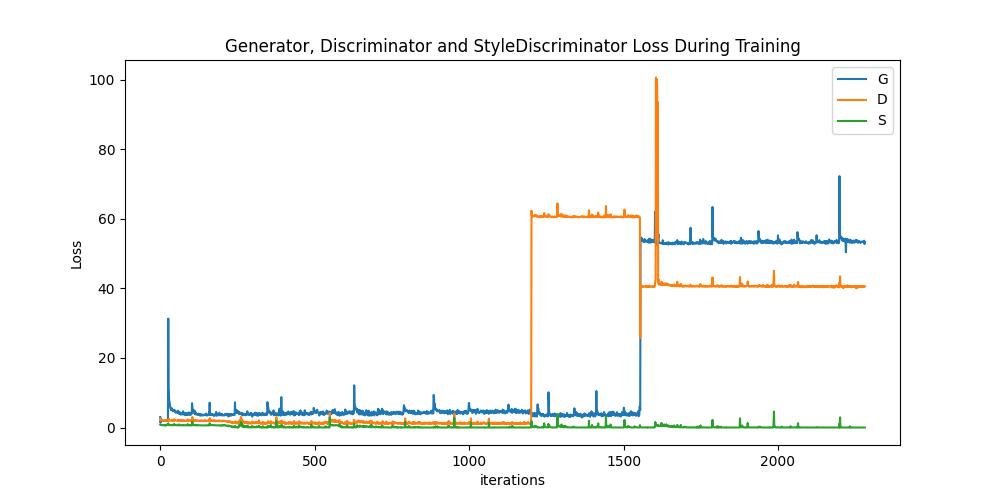 Generator, Discriminator and StyleDiscriminator Loss During Training
100
80
60
40
20
0
Loss
0 500 1000 1500 2000
iterations
G
D
S